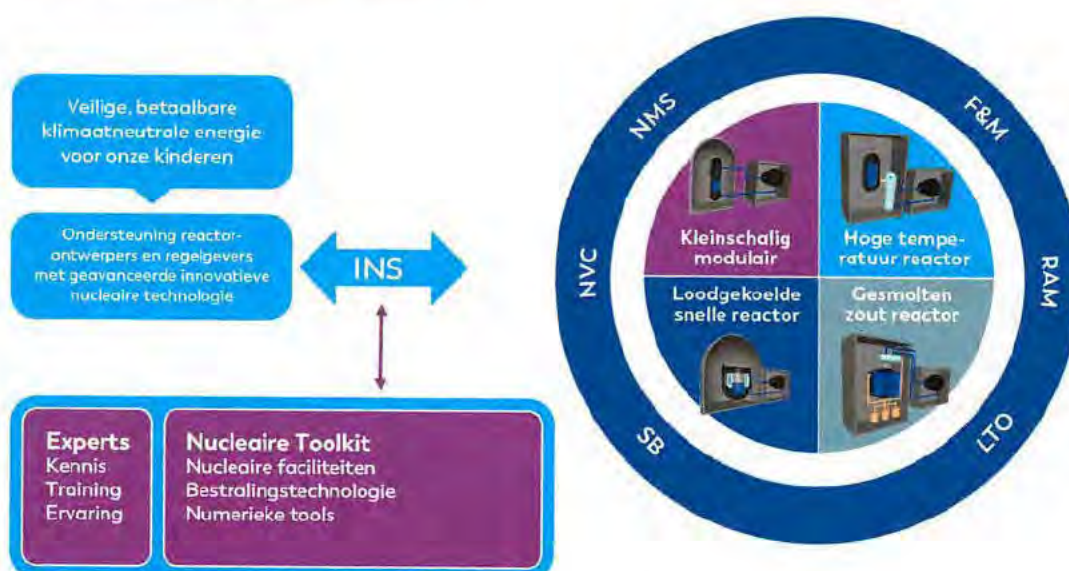 Veilige, betaalbare
klimaatneutrale energie
voor onze kinderen
Ondersteuning reactor-
ontwerpers en regelgevers
met geavanceerde innovatieve
nucleaire technologie
INS
Experts
Kennis
Training
Ervaring
Nucleaire Toolkit
Nucleaire faciliteiten
Bestralingstechnologie
Numerieke tools
NMS
F&M
NVC
RAM
SB
LTO
Kleinschalig
modulair
Hoge tempe-
ratuur reactor
Loodgekoelde
snelle reactor
Gesmolten
zout reactor